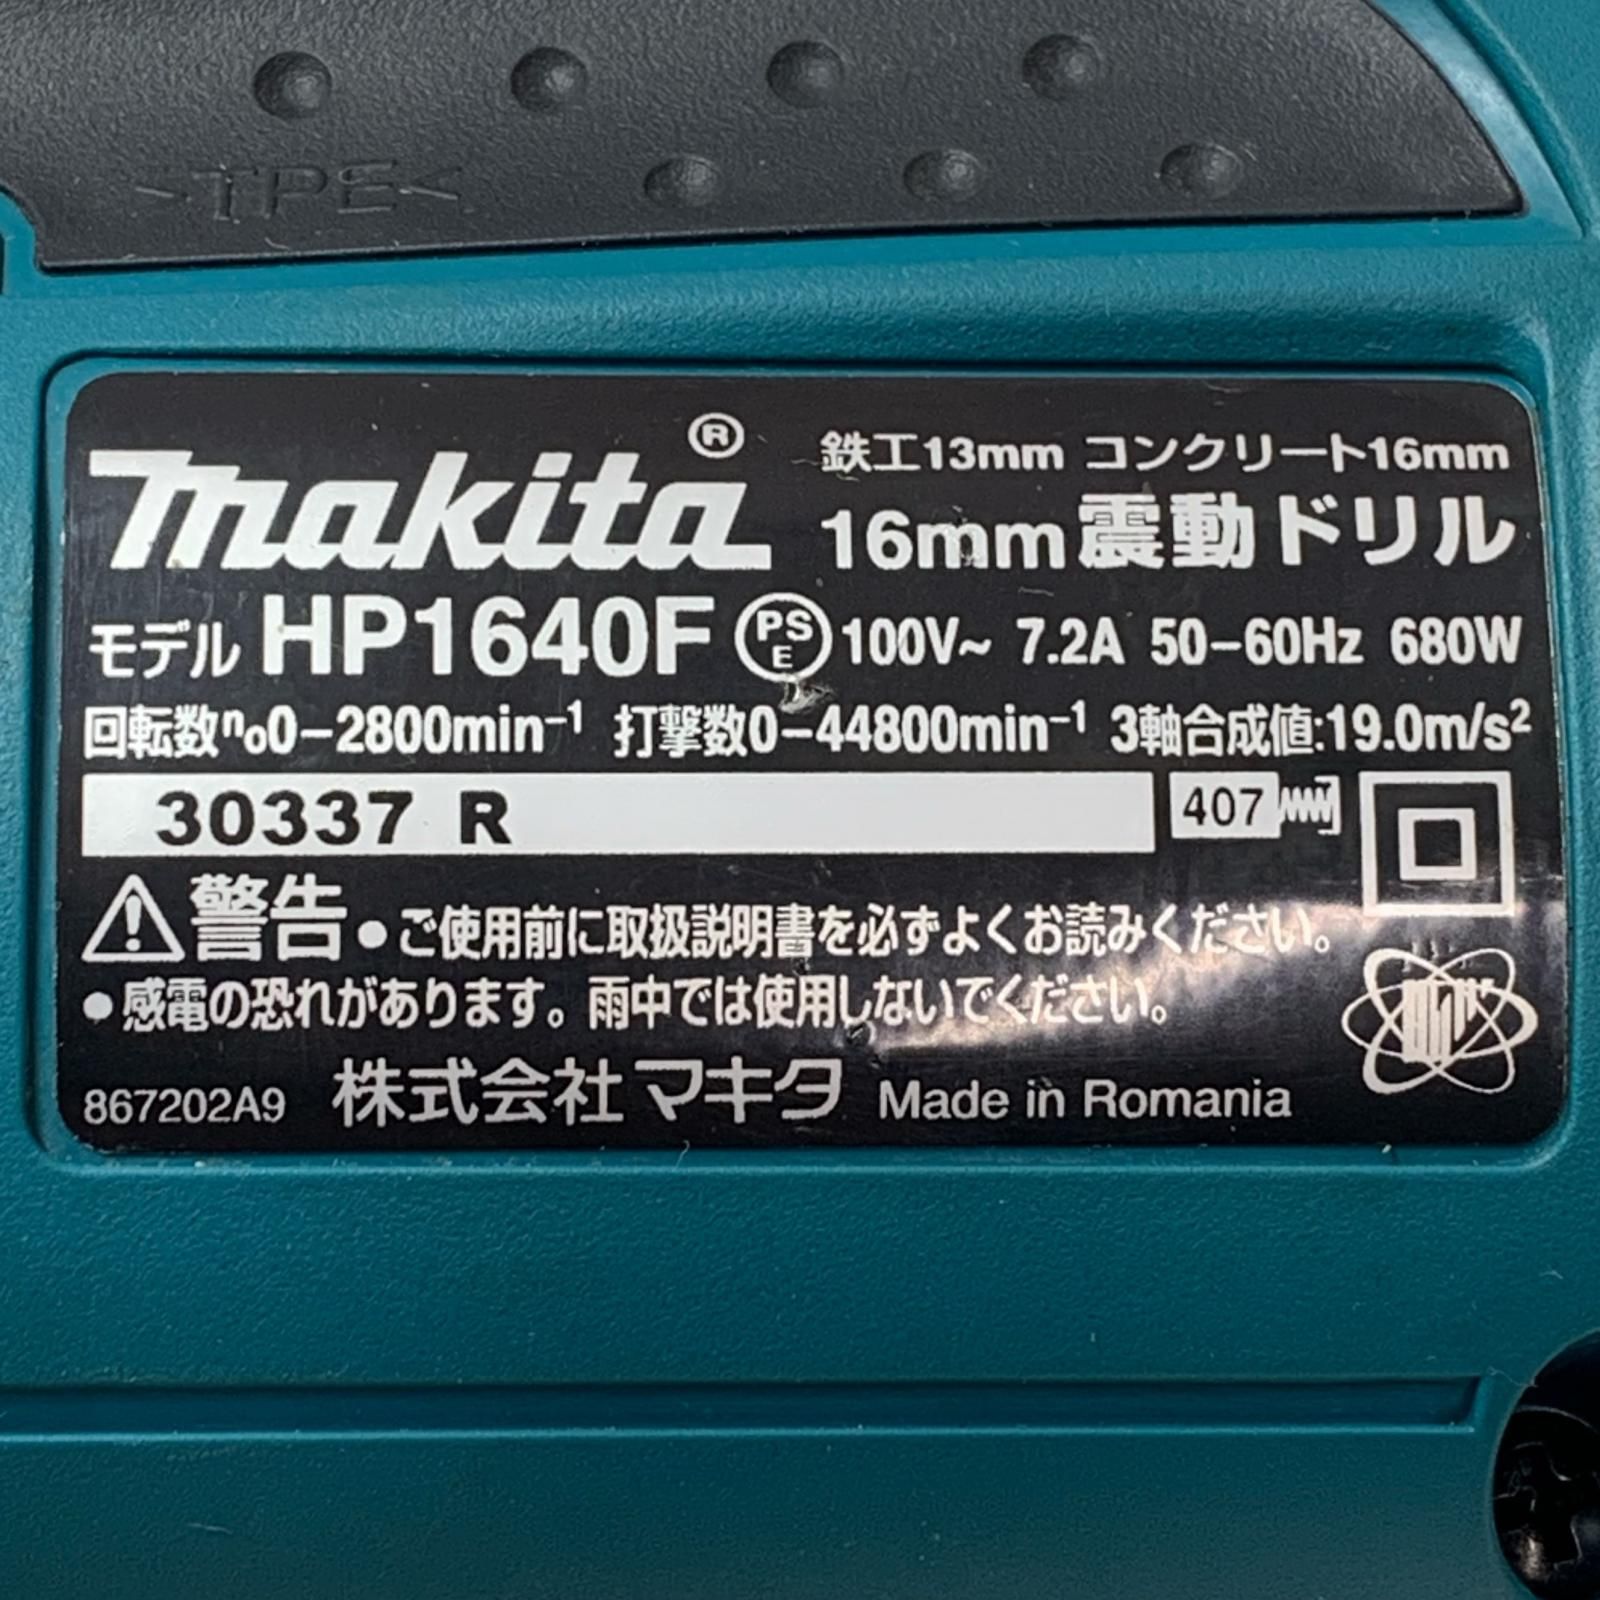 >TPE<
makita®
鉄工13mm コンクリート16mm
16mm震動ドリル
モデル HP1640F PSE 100V~ 7.2A 50-60Hz 680W
回転数n₀0-2800min⁻¹ 打撃数0-44800min⁻¹ 3軸合成値:19.0m/s²
30337 R
407
警告 ●ご使用前に取扱説明書を必ずよくお読みください。
●感電の恐れがあります。雨中では使用しないでください。
867202A9 株式会社マキタ Made in Romania